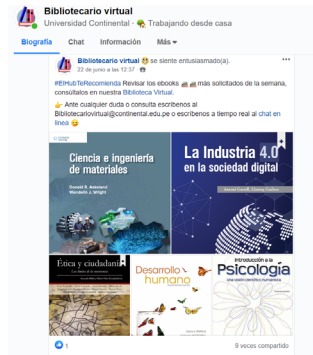 Bibliotecario virtual
Universidad Continental · Trabajando desde casa
Biografía Chat Información Más
Bibliotecario virtual se siente entusiasmado(a).
22 de junio a las 12:37 ·
#ElHubTeRecomienda Revisar los ebooks más solicitados de la semana,
consúltalos en nuestra Biblioteca Virtual.
Ante cualquer duda o consulta escríbenos al
Bibliotecariovirtual@continental.edu.pe o escríbenos a tiempo real al chat en
línea
Ciencia e ingeniería
de materiales
Donald R. Askeland
Wendelin J. Wright
La Industria 4.0
en la sociedad digital
Ética y ciudadanía
Desarrollo
humano
Introducción a la
Psicología
1
9 veces compartido